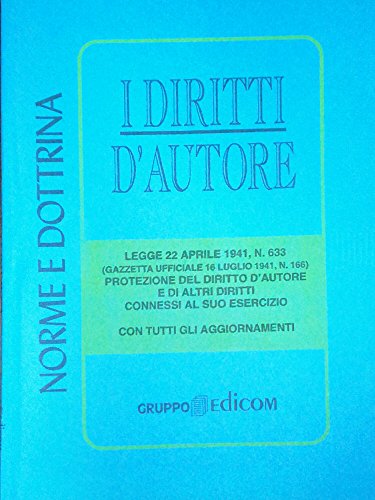 NORME E DOTTRINA
I DIRITTI
D'AUTORE
LEGGE 22 APRILE 1941, N. 633
(GAZZETTA UFFICIALE 16 LUGLIO 1941, N. 166)
PROTEZIONE DEL DIRITTO D'AUTORE
E DI ALTRI DIRITTI
CONNESSI AL SUO ESERCIZIO
CON TUTTI GLI AGGIORNAMENTI
GRUPPO EDICOM